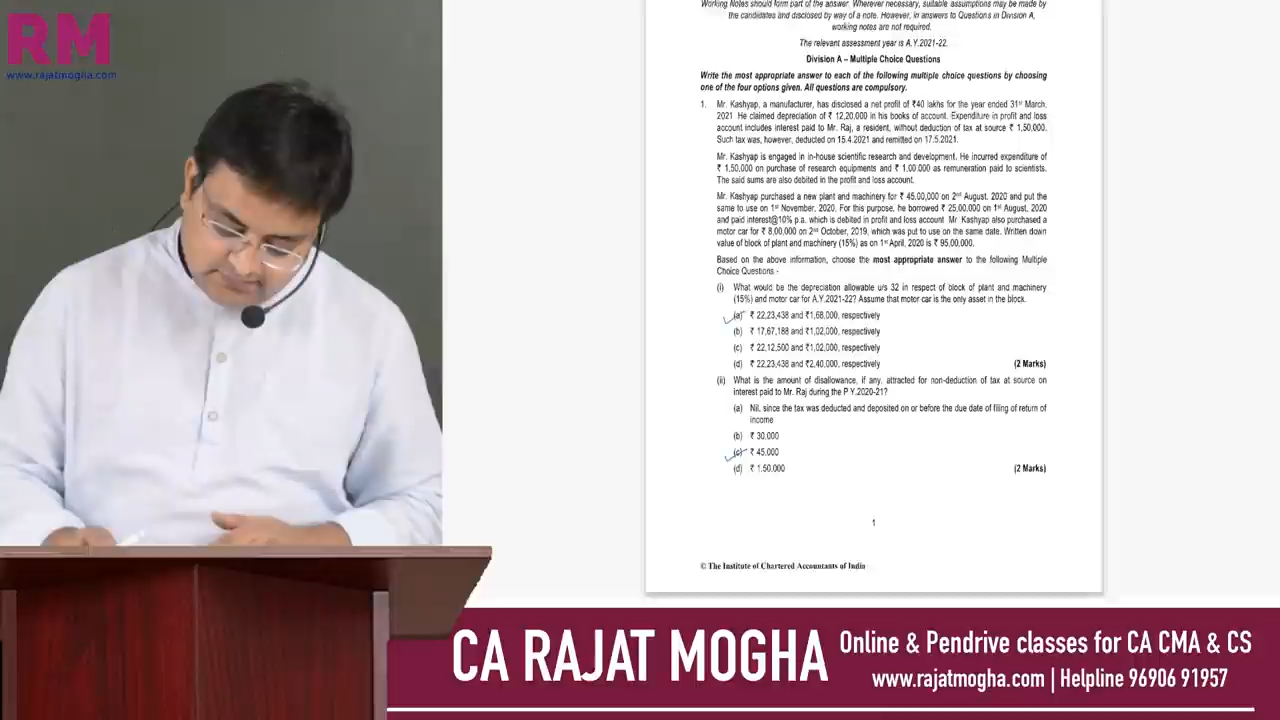 RM
www.rajatmogha.com
Working Notes should form part of the answer. Wherever necessary, suitable assumptions may be made by
the candidates and disclosed by way of a note. However, in answers to Questions in Division A,
working notes are not required.
The relevant assessment year is A.Y.2021-22.
Division A – Multiple Choice Questions
Write the most appropriate answer to each of the following multiple choice questions by choosing
one of the four options given. All questions are compulsory.
1. Mr. Kashyap, a manufacturer, has disclosed a net profit of ₹40 lakhs for the year ended 31st March,
2021 He claimed depreciation of ₹ 12,20,000 in his books of account. Expenditure in profit and loss
account includes interest paid to Mr. Raj, a resident, without deduction of tax at source ₹ 1,50,000.
Such tax was, however, deducted on 15.4.2021 and remitted on 17.5.2021.
Mr. Kashyap is engaged in in-house scientific research and development. He incurred expenditure of
₹ 1,50,000 on purchase of research equipments and ₹ 1,00,000 as remuneration paid to scientists.
The said sums are also debited in the profit and loss account.
Mr. Kashyap purchased a new plant and machinery for ₹ 45,00,000 on 2nd August, 2020 and put the
same to use on 1st November, 2020. For this purpose, he borrowed ₹ 25,00,000 on 1st August, 2020
and paid interest@10% p.a. which is debited in profit and loss account Mr Kashyap also purchased a
motor car for ₹ 8,00,000 on 2nd October, 2019, which was put to use on the same date. Written down
value of block of plant and machinery (15%) as on 1st April, 2020 is ₹ 95,00,000.
Based on the above information, choose the most appropriate answer to the following Multiple
Choice Questions -
(i) What would be the depreciation allowable u/s 32 in respect of block of plant and machinery
(15%) and motor car for A.Y.2021-22? Assume that motor car is the only asset in the block.
(a) ₹ 22,23,438 and ₹1,68,000, respectively
(b) ₹ 17,67,188 and ₹1,02,000, respectively
(c) ₹ 22,12,500 and ₹1,02,000, respectively
(d) ₹ 22,23,438 and ₹2,40,000, respectively (2 Marks)
(ii) What is the amount of disallowance, if any, attracted for non-deduction of tax at source on
interest paid to Mr. Raj during the P Y.2020-21?
(a) Nil, since the tax was deducted and deposited on or before the due date of filing of return of
income
(b) ₹ 30,000
(c) ₹ 45,000
(d) ₹ 1,50,000 (2 Marks)
1
© The Institute of Chartered Accountants of India
CA RAJAT MOGHA
Online & Pendrive classes for CA CMA & CS
www.rajatmogha.com | Helpline 96906 91957